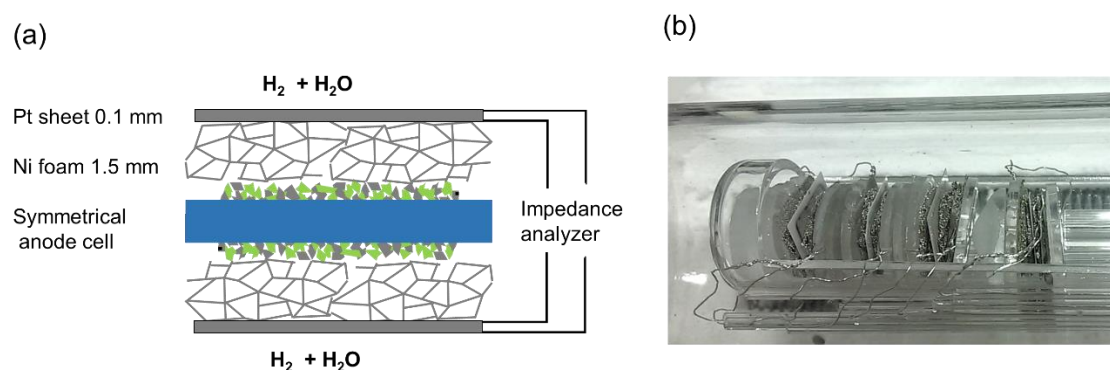 (a)
(b)
H₂ + H₂O
Pt sheet 0.1 mm
Ni foam 1.5 mm
Symmetrical
anode cell
Impedance
analyzer
H₂ + H₂O